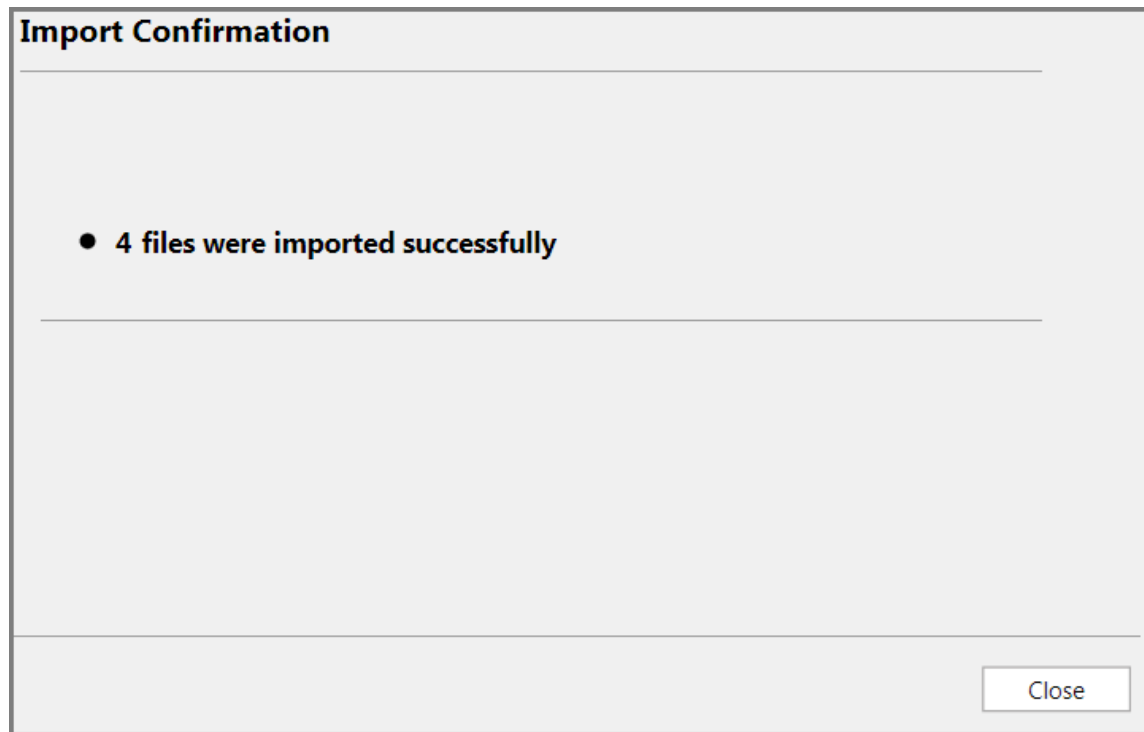 Import Confirmation
● 4 files were imported successfully
Close